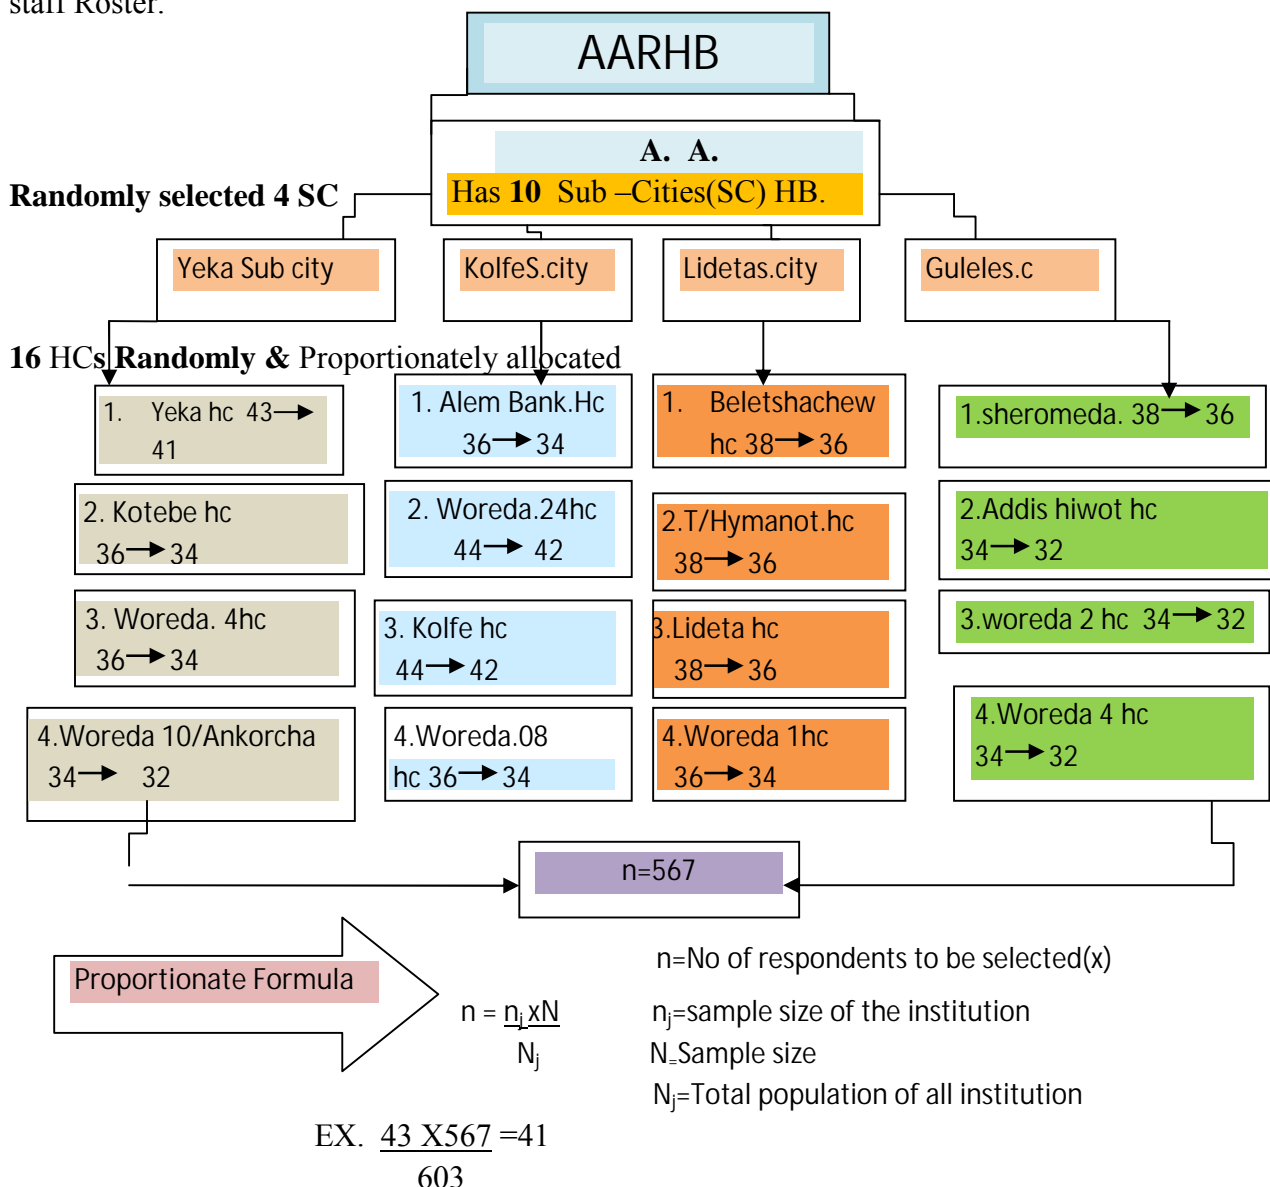 staff Roster.
AARHB
A. A.
Has 10 Sub –Cities(SC) HB.
Randomly selected 4 SC
Yeka Sub city
KolfeS.city
Lidetas.city
Guleles.c
16 HCs Randomly & Proportionately allocated
1. Yeka hc 43→
41
2. Kotebe hc
36→ 34
3. Woreda. 4hc
36→ 34
4.Woreda 10/Ankorcha
34→ 32
1. Alem Bank.Hc
36→ 34
2. Woreda.24hc
44→ 42
3. Kolfe hc
44→ 42
4.Woreda.08
hc 36→ 34
1. Beletshachew
hc 38→ 36
2.T/Hymanot.hc
38→ 36
3.Lideta hc
38→ 36
4.Woreda 1hc
36→ 34
1.sheromeda. 38→ 36
2.Addis hiwot hc
34→ 32
3.woreda 2 hc 34→ 32
4.Woreda 4 hc
34→ 32
n=567
Proportionate Formula
n = nj xN
Nj
n=No of respondents to be selected(x)
nj=sample size of the institution
N=Sample size
Nj=Total population of all institution
EX. 43 X567 =41
603